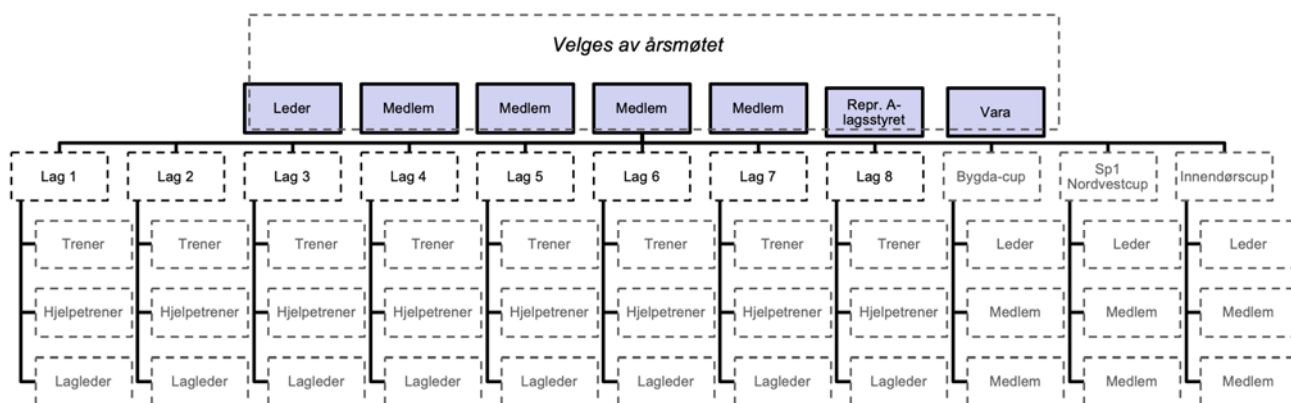 Velges av årsmøtet
Leder Medlem Medlem Medlem Medlem Repr. A- Vara
lagsstyret
Lag 1 Lag 2 Lag 3 Lag 4 Lag 5 Lag 6 Lag 7 Lag 8 Bygda-cup Sp1 Innendørscup
Nordvestcup
Trener Trener Trener Trener Trener Trener Trener Trener Leder Leder Leder
Hjelpetrener Hjelpetrener Hjelpetrener Hjelpetrener Hjelpetrener Hjelpetrener Hjelpetrener Hjelpetrener Medlem Medlem Medlem
Lagleder Lagleder Lagleder Lagleder Lagleder Lagleder Lagleder Lagleder Medlem Medlem Medlem